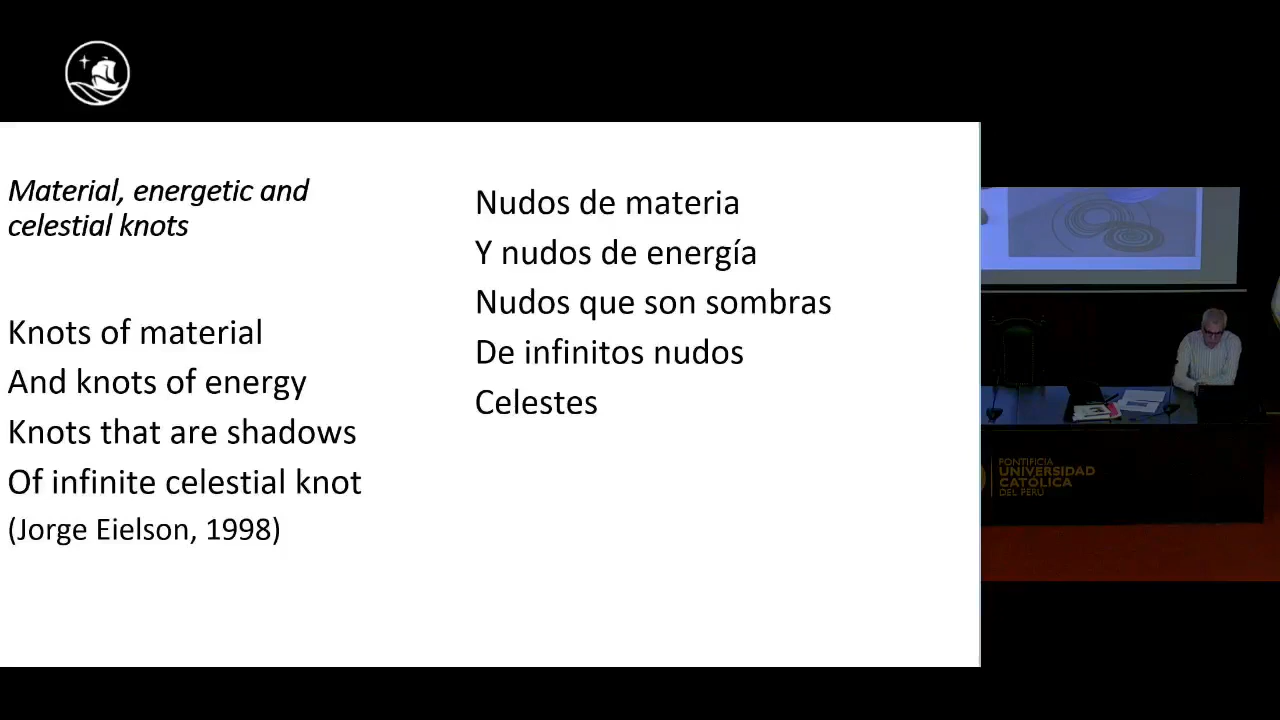 Material, energetic and
celestial knots
Knots of material
And knots of energy
Knots that are shadows
Of infinite celestial knot
(Jorge Eielson, 1998)
Nudos de materia
Y nudos de energía
Nudos que son sombras
De infinitos nudos
Celestes
PONTIFICIA
UNIVERSIDAD
CATÓLICA
DEL PERÚ